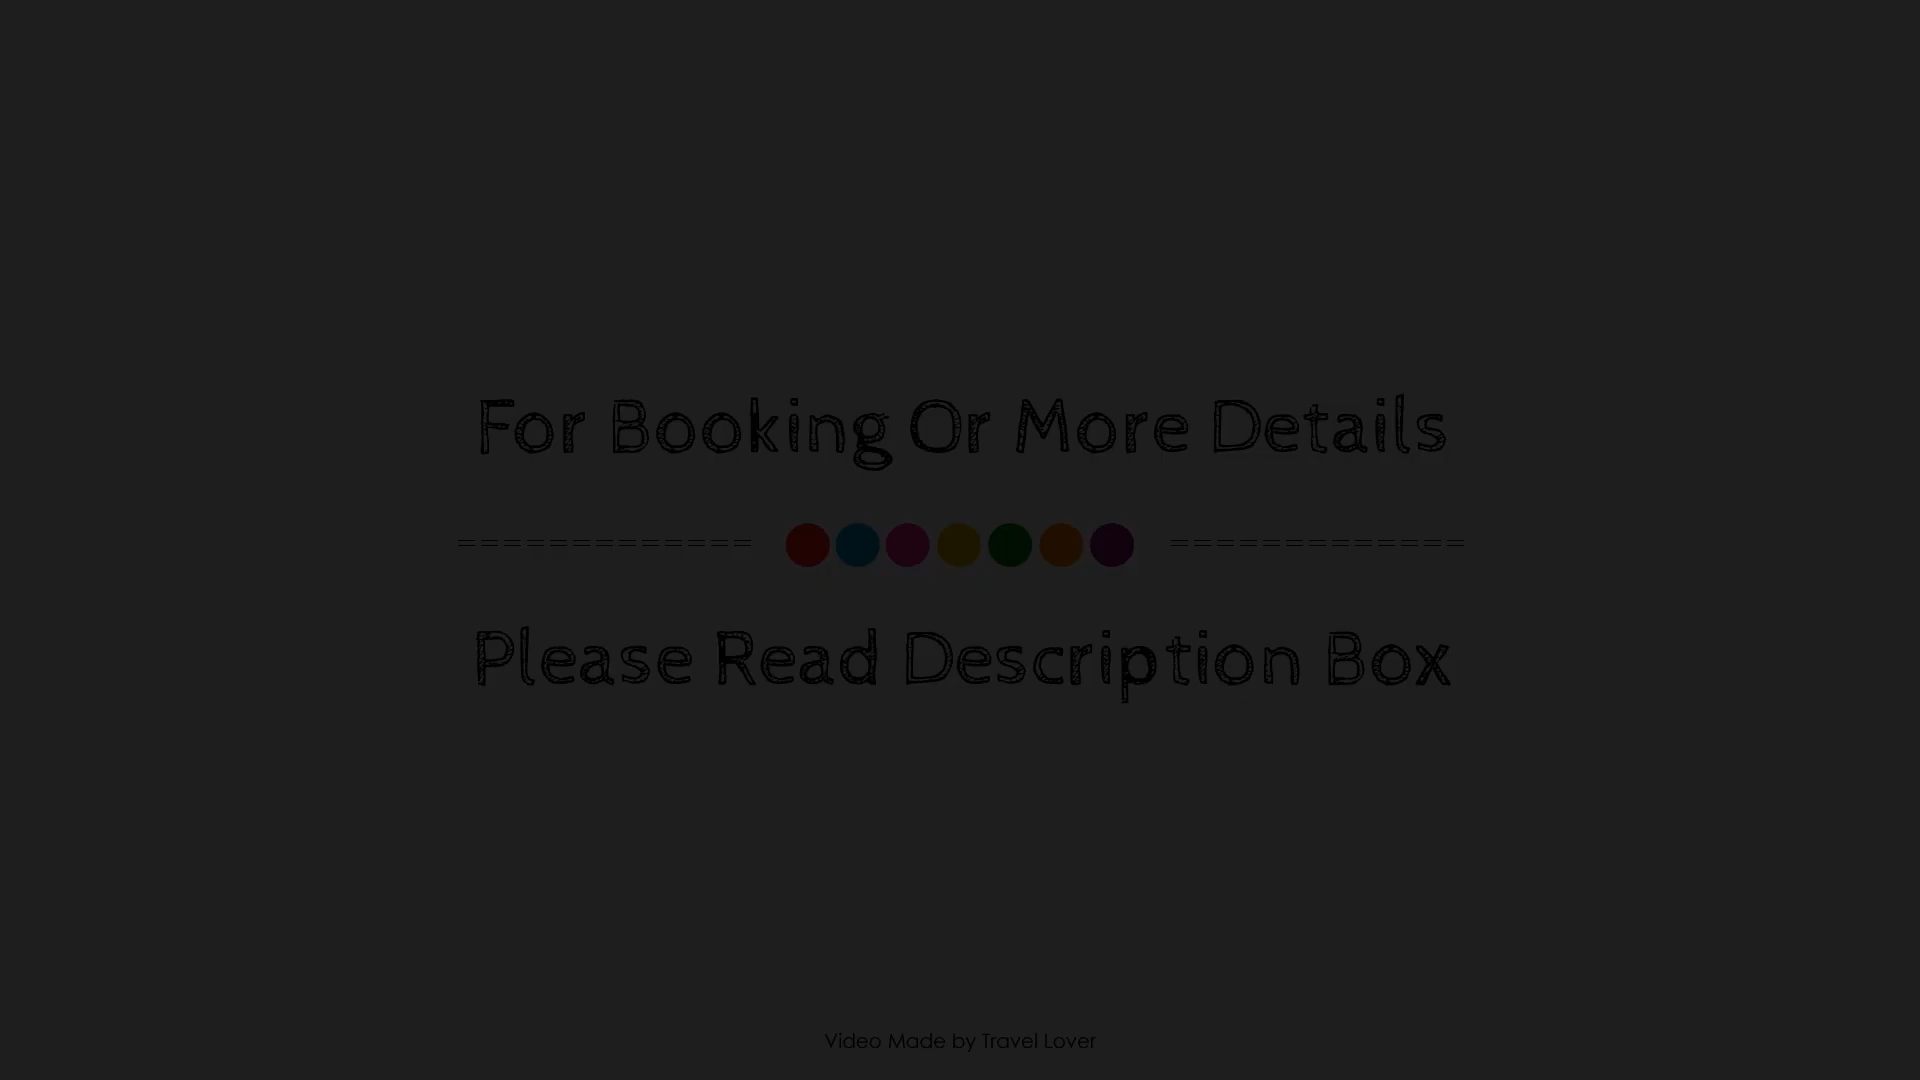 For Booking Or More Details
============= =============
Please Read Description Box
Video Made by Travel Lover